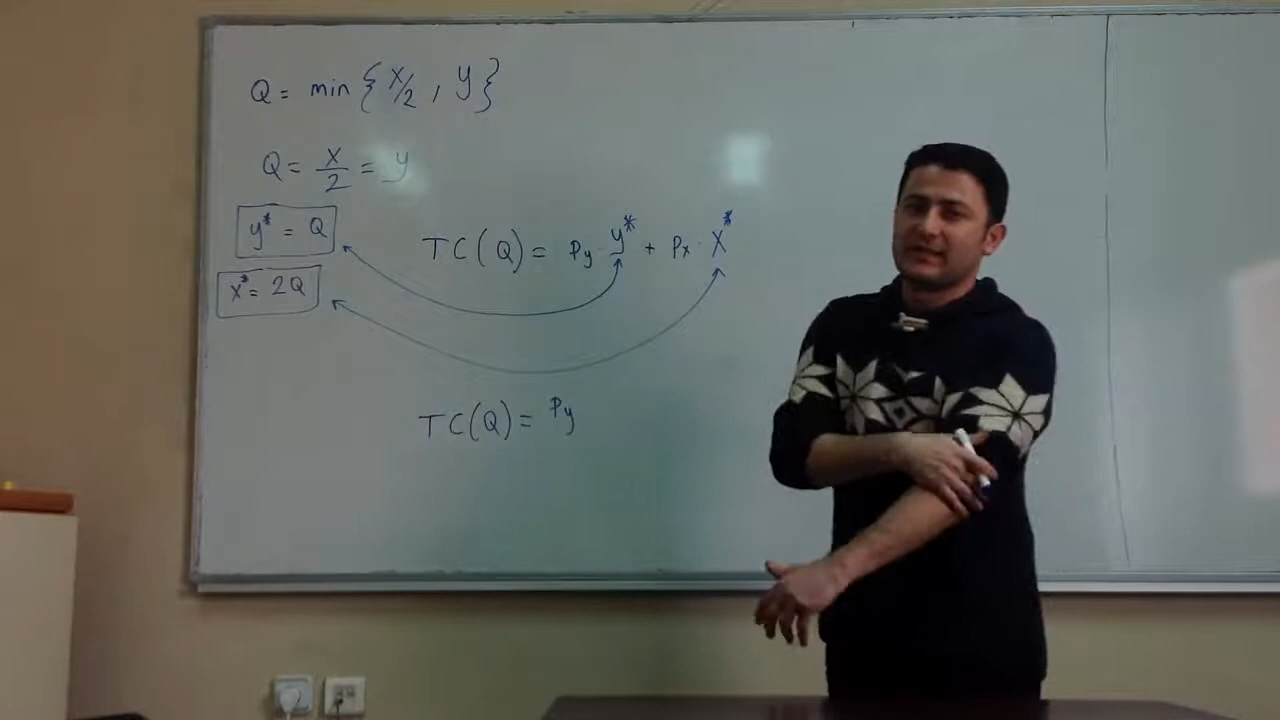 Q = min { x/2 , y }
Q = x/2 = y
y* = Q
TC(Q) = Py · y* + Px · x*
x* = 2Q
TC(Q) = Py